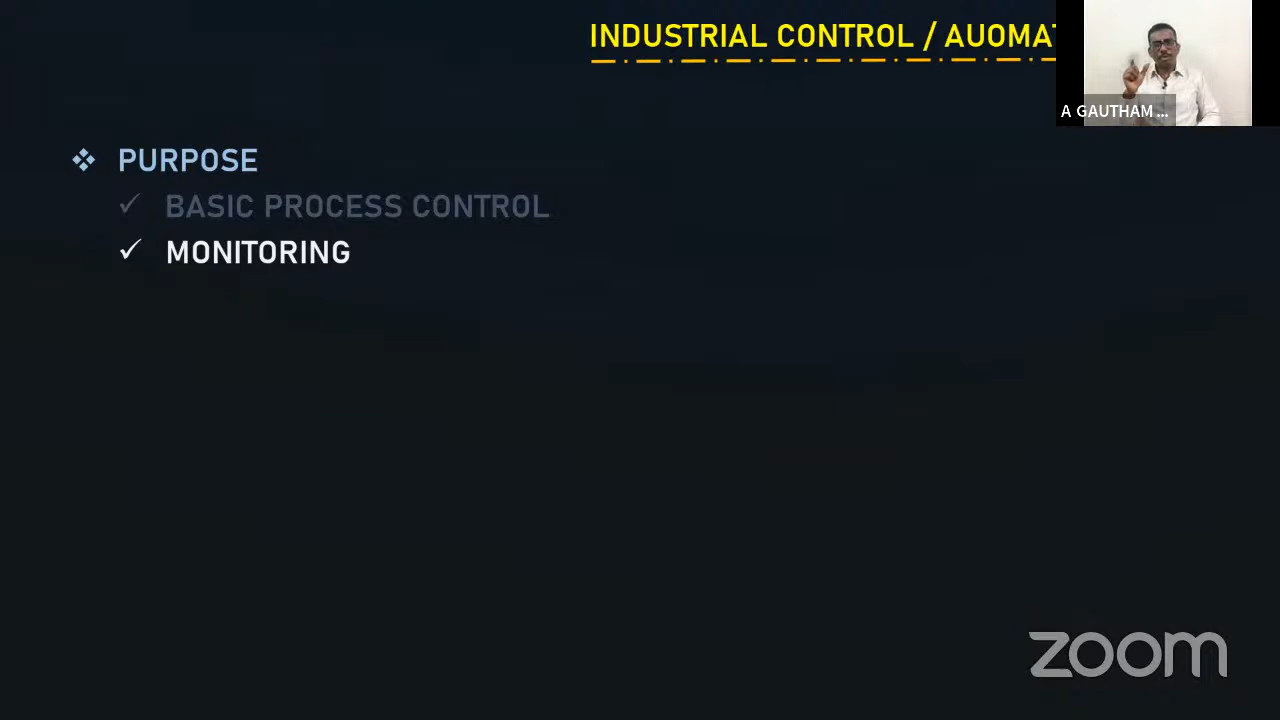 INDUSTRIAL CONTROL / AUOMAT
A GAUTHAM ...
PURPOSE
BASIC PROCESS CONTROL
MONITORING
zoom